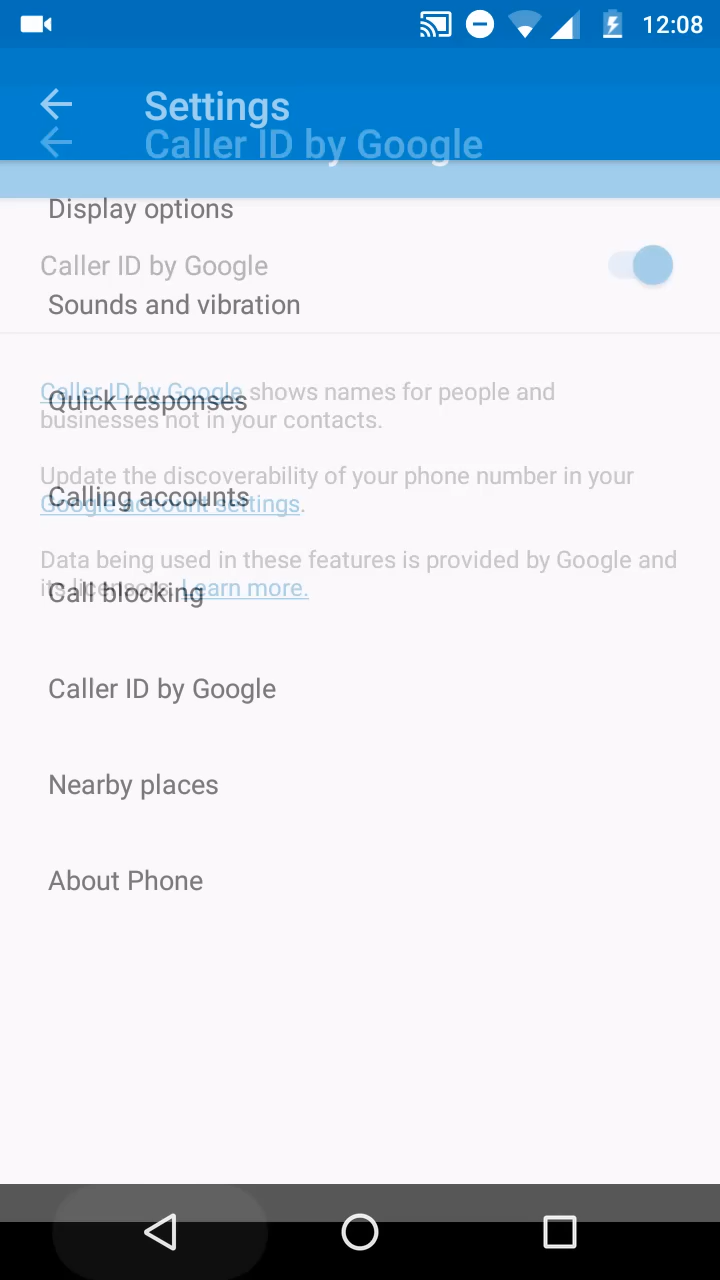 12:08
Settings
Caller ID by Google
Display options
Caller ID by Google
Sounds and vibration
Caller ID by Google shows names for people and
Quick responses
businesses not in your contacts.
Update the discoverability of your phone number in your
Calling accounts
Google account settings.
Data being used in these features is provided by Google and
its licensors. Learn more.
Call blocking
Caller ID by Google
Nearby places
About Phone